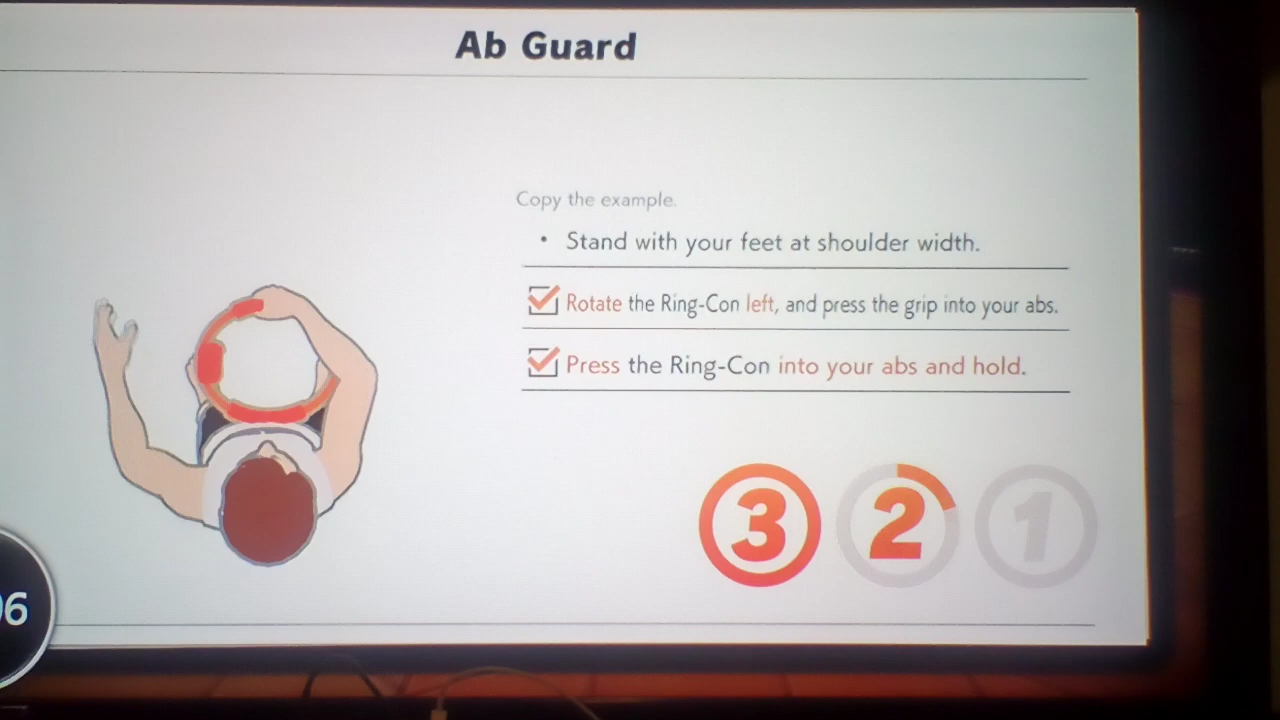 Ab Guard
Copy the example.
• Stand with your feet at shoulder width.
Rotate the Ring-Con left, and press the grip into your abs.
Press the Ring-Con into your abs and hold.
3 2 1
06